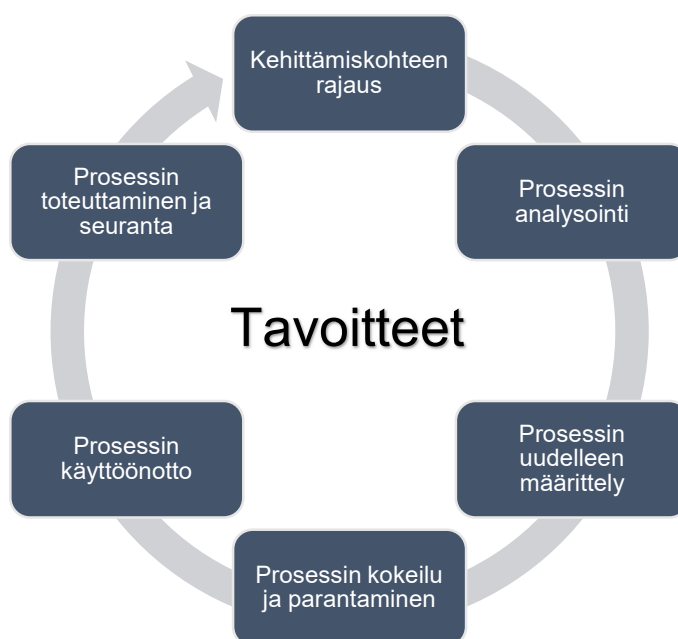 Kehittämiskohteen
rajaus
Prosessin
analysointi
Prosessin
uudelleen
määrittely
Prosessin kokeilu
ja parantaminen
Prosessin
käyttöönotto
Prosessin
toteuttaminen ja
seuranta
Tavoitteet